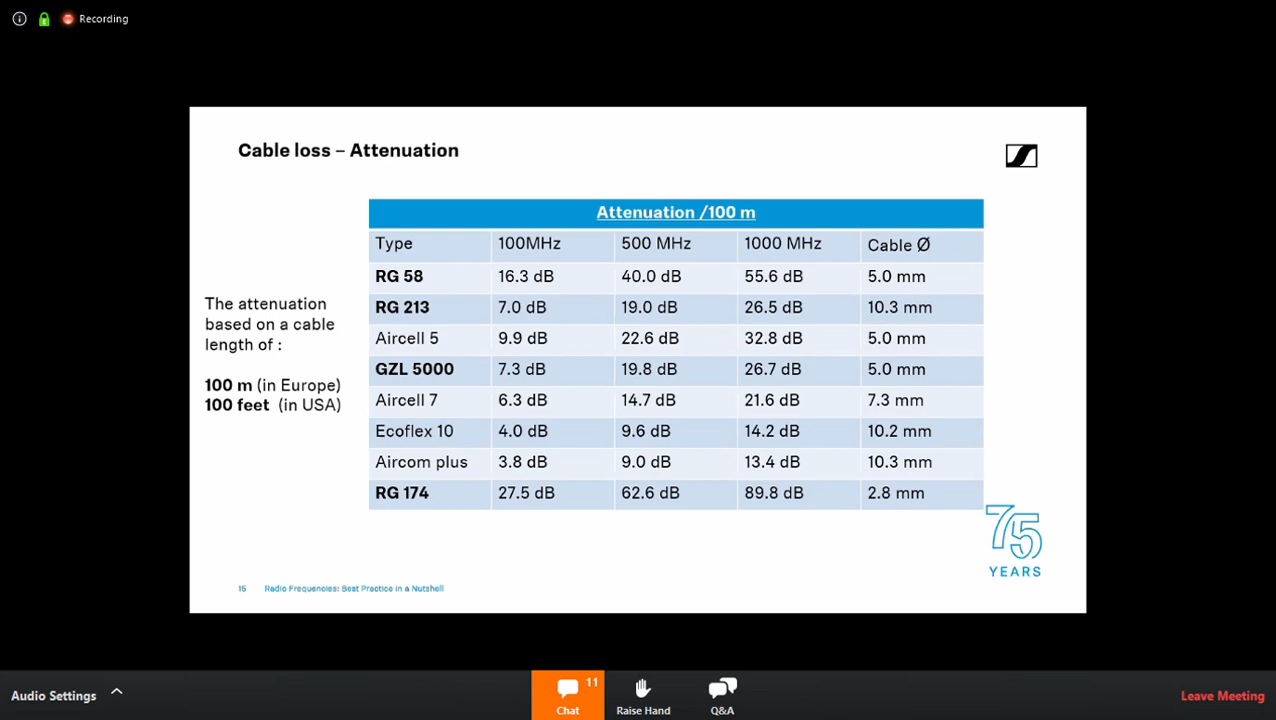 Recording
Cable loss – Attenuation
Attenuation /100 m
Type 100MHz 500 MHz 1000 MHz Cable Ø
RG 58 16.3 dB 40.0 dB 55.6 dB 5.0 mm
RG 213 7.0 dB 19.0 dB 26.5 dB 10.3 mm
Aircell 5 9.9 dB 22.6 dB 32.8 dB 5.0 mm
GZL 5000 7.3 dB 19.8 dB 26.7 dB 5.0 mm
Aircell 7 6.3 dB 14.7 dB 21.6 dB 7.3 mm
Ecoflex 10 4.0 dB 9.6 dB 14.2 dB 10.2 mm
Aircom plus 3.8 dB 9.0 dB 13.4 dB 10.3 mm
RG 174 27.5 dB 62.6 dB 89.8 dB 2.8 mm
The attenuation
based on a cable
length of :
100 m (in Europe)
100 feet (in USA)
75
YEARS
15 Radio Frequencies: Best Practice in a Nutshell
Audio Settings
11
Chat
Raise Hand
Q&A
Leave Meeting